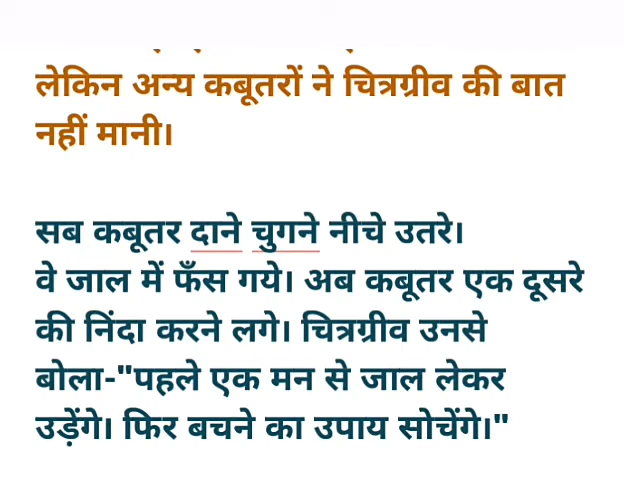 लेकिन अन्य कबूतरों ने चित्रग्रीव की बात
नहीं मानी।
सब कबूतर दाने चुगने नीचे उतरे।
वे जाल में फँस गये। अब कबूतर एक दूसरे
की निंदा करने लगे। चित्रग्रीव उनसे
बोला-"पहले एक मन से जाल लेकर
उड़ेंगे। फिर बचने का उपाय सोचेंगे।"